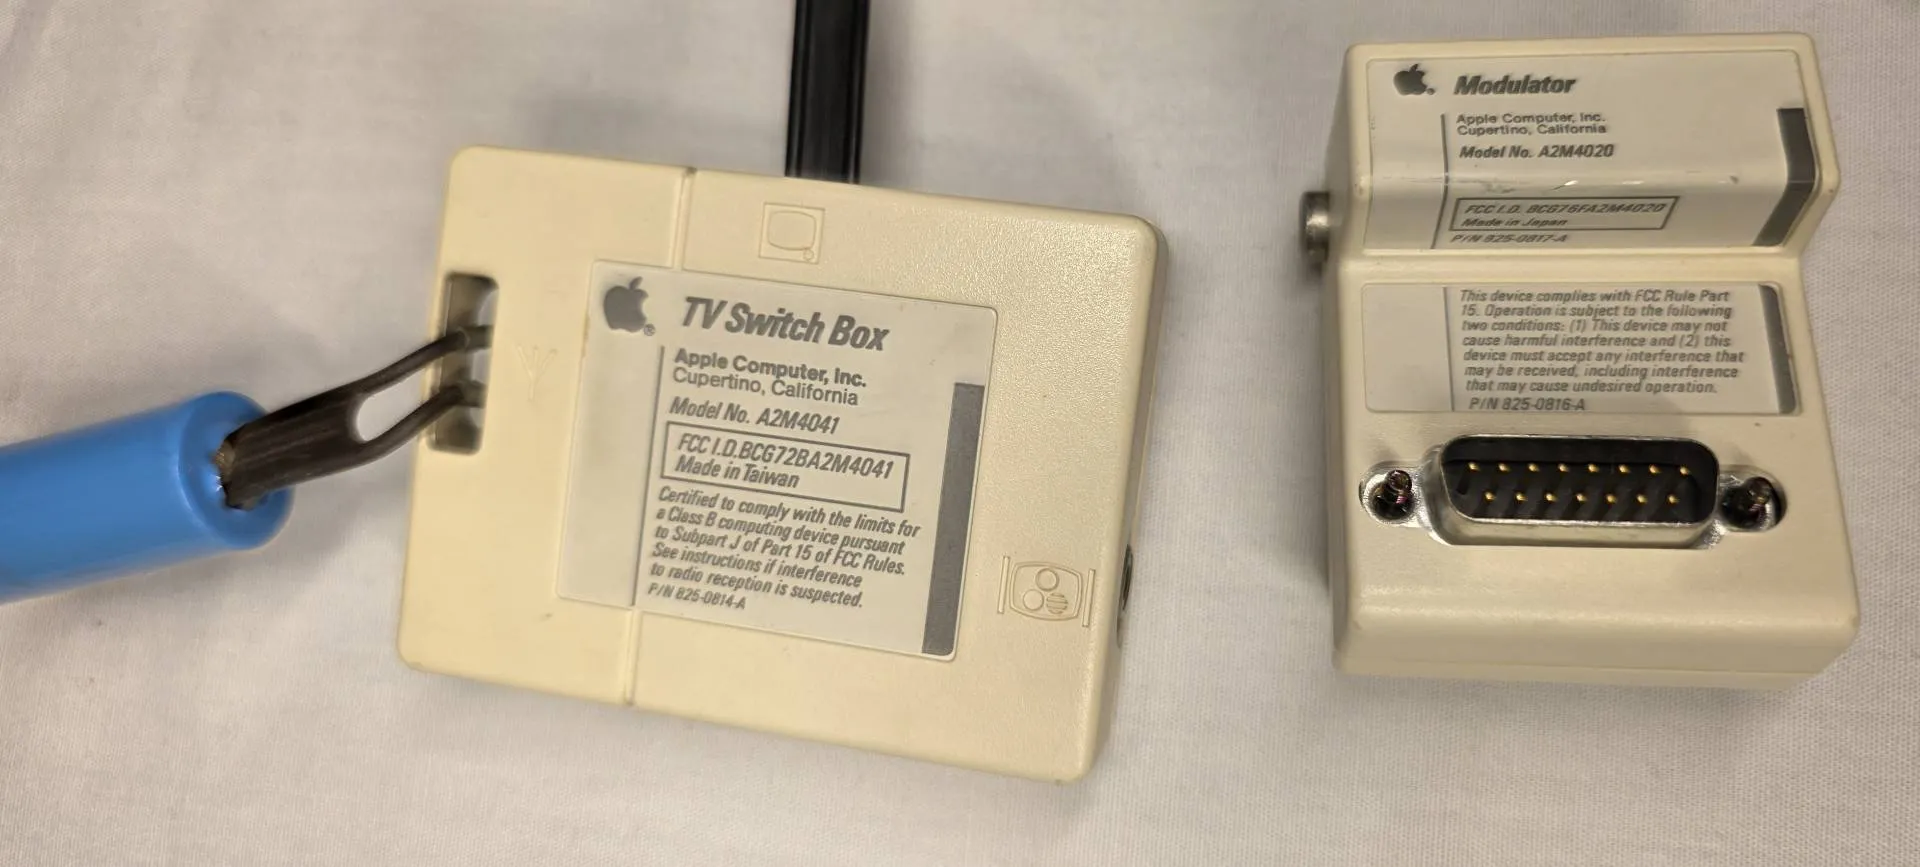 TV Switch Box
Apple Computer, Inc.
Cupertino, California
Model No. A2M4041
FCC I.D.BCG72BA2M4041
Made in Taiwan
Certified to comply with the limits for
a Class B computing device pursuant
to Subpart J of Part 15 of FCC Rules.
See instructions if interference
to radio reception is suspected.
P/N 825-0814-A
Modulator
Apple Computer, Inc.
Cupertino, California
Model No. A2M4020
FCC I.D. BCG76FA2M4020
Made in Japan
P/N 825-0817-A
This device complies with FCC Rule Part
15. Operation is subject to the following
two conditions: (1) This device may not
cause harmful interference and (2) this
device must accept any interference that
may be received, including interference
that may cause undesired operation.
P/N 825-0816-A